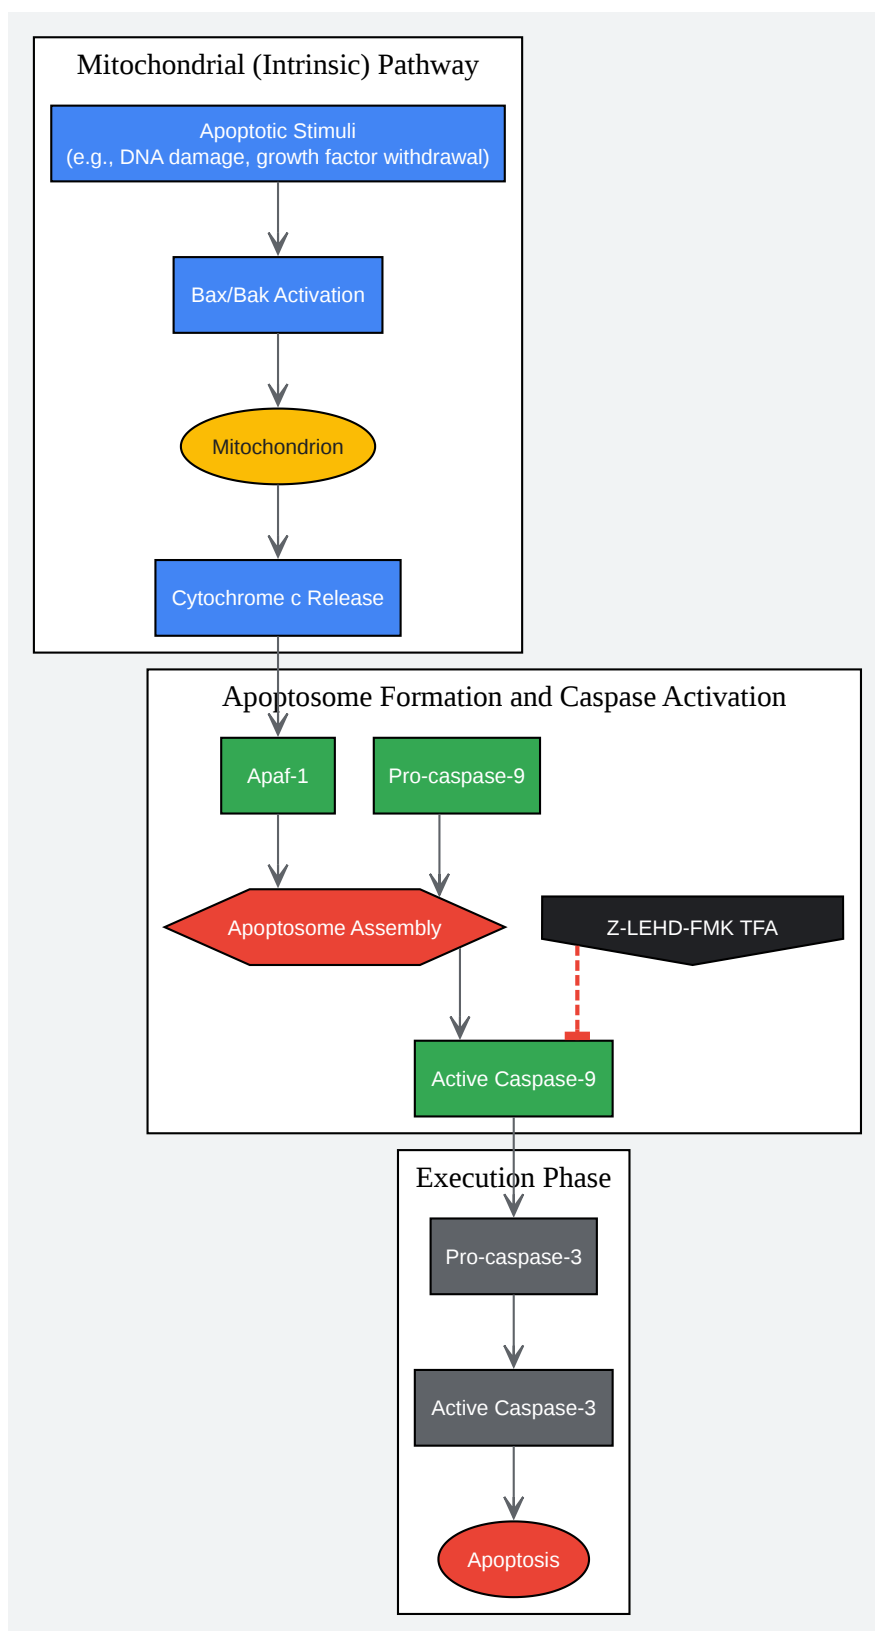 Mitochondrial (Intrinsic) Pathway
Apoptotic Stimuli
(e.g., DNA damage, growth factor withdrawal)
Bax/Bak Activation
Mitochondrion
Cytochrome c Release
Apoptosome Formation and Caspase Activation
Apaf-1
Pro-caspase-9
Apoptosome Assembly
Z-LEHD-FMK TFA
Active Caspase-9
Execution Phase
Pro-caspase-3
Active Caspase-3
Apoptosis